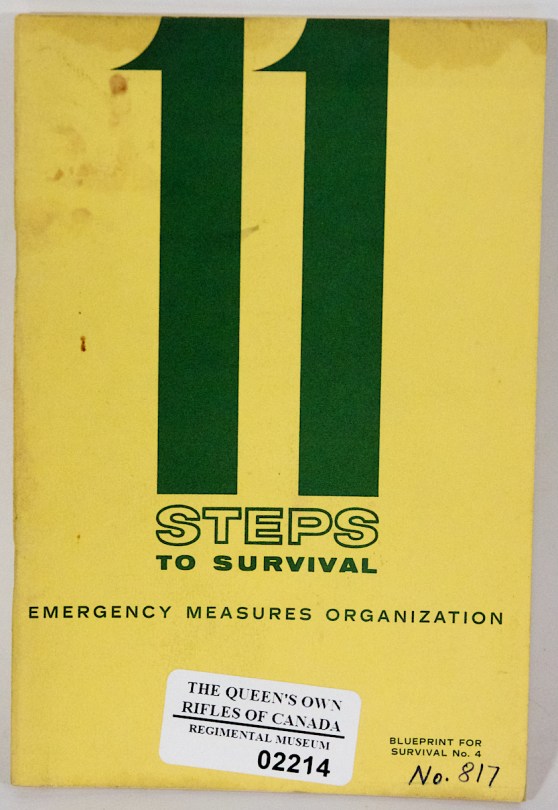 11
STEPS
TO SURVIVAL
EMERGENCY MEASURES ORGANIZATION
THE QUEEN'S OWN
RIFLES OF CANADA
REGIMENTAL MUSEUM
02214
BLUEPRINT FOR
SURVIVAL No. 4
No. 817